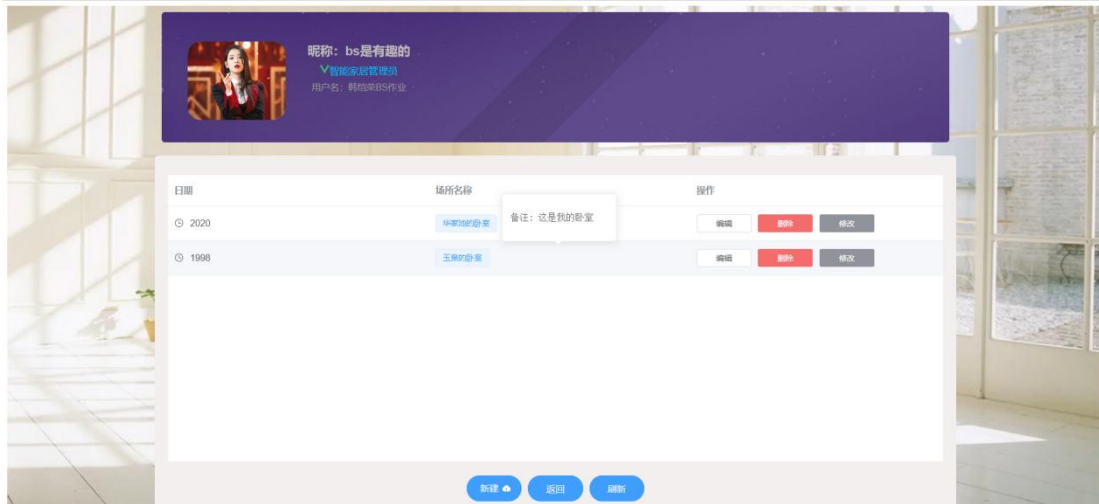 昵称：bs是有趣的
智能家居管理员
用户名：韩恺荣BS作业
日期 场所名称 操作
备注：这是我的卧室
2020 华家池的卧室 编辑 删除 修改
1998 玉泉的卧室 编辑 删除 修改
新建 返回 刷新